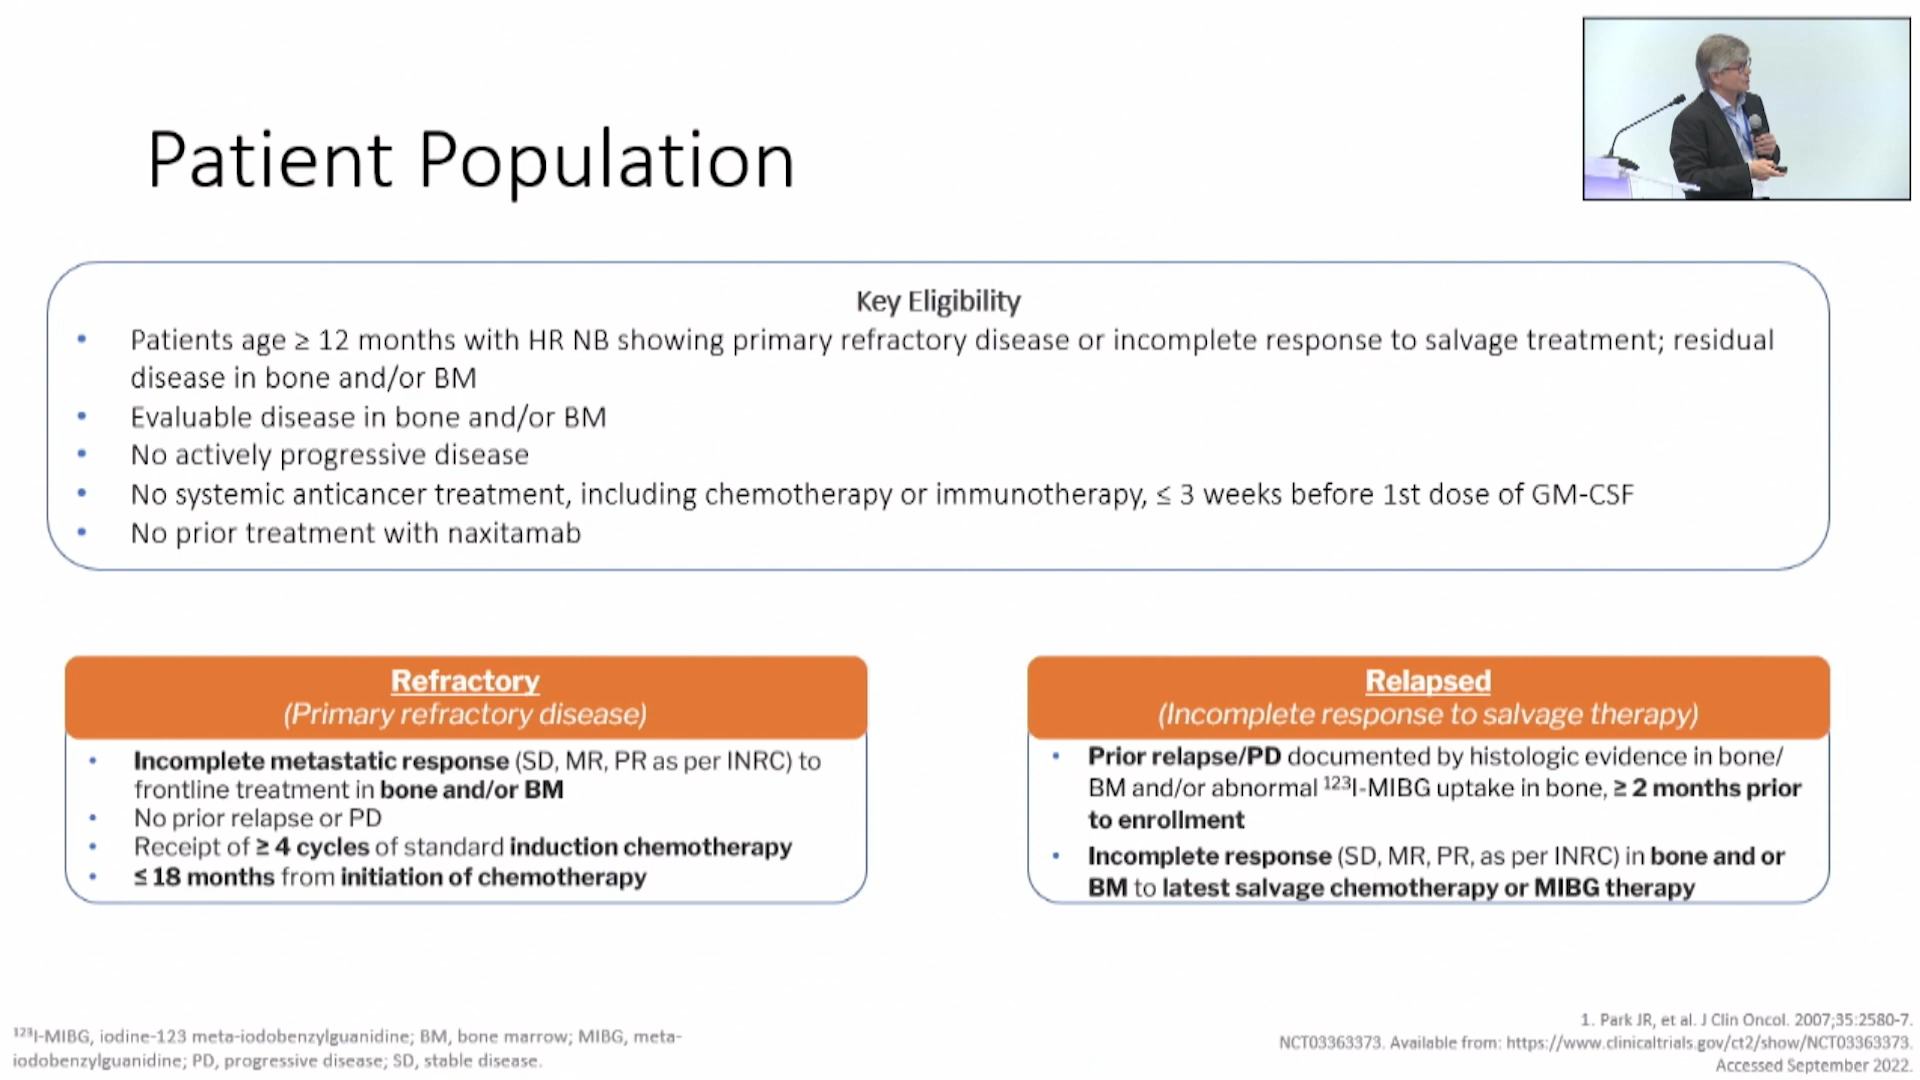 Patient Population
Key Eligibility
• Patients age ≥ 12 months with HR NB showing primary refractory disease or incomplete response to salvage treatment; residual
disease in bone and/or BM
• Evaluable disease in bone and/or BM
• No actively progressive disease
• No systemic anticancer treatment, including chemotherapy or immunotherapy, ≤ 3 weeks before 1st dose of GM-CSF
• No prior treatment with naxitamab
Refractory
(Primary refractory disease)
• Incomplete metastatic response (SD, MR, PR as per INRC) to
frontline treatment in bone and/or BM
• No prior relapse or PD
• Receipt of ≥ 4 cycles of standard induction chemotherapy
• ≤ 18 months from initiation of chemotherapy
Relapsed
(Incomplete response to salvage therapy)
• Prior relapse/PD documented by histologic evidence in bone/
BM and/or abnormal ¹²³I-MIBG uptake in bone, ≥ 2 months prior
to enrollment
• Incomplete response (SD, MR, PR, as per INRC) in bone and or
BM to latest salvage chemotherapy or MIBG therapy
¹²³I-MIBG, iodine-123 meta-iodobenzylguanidine; BM, bone marrow; MIBG, meta-
iodobenzylguanidine; PD, progressive disease; SD, stable disease.
1. Park JR, et al. J Clin Oncol. 2007;35:2580-7.
NCT03363373. Available from: https://www.clinicaltrials.gov/ct2/show/NCT03363373.
Accessed September 2022.